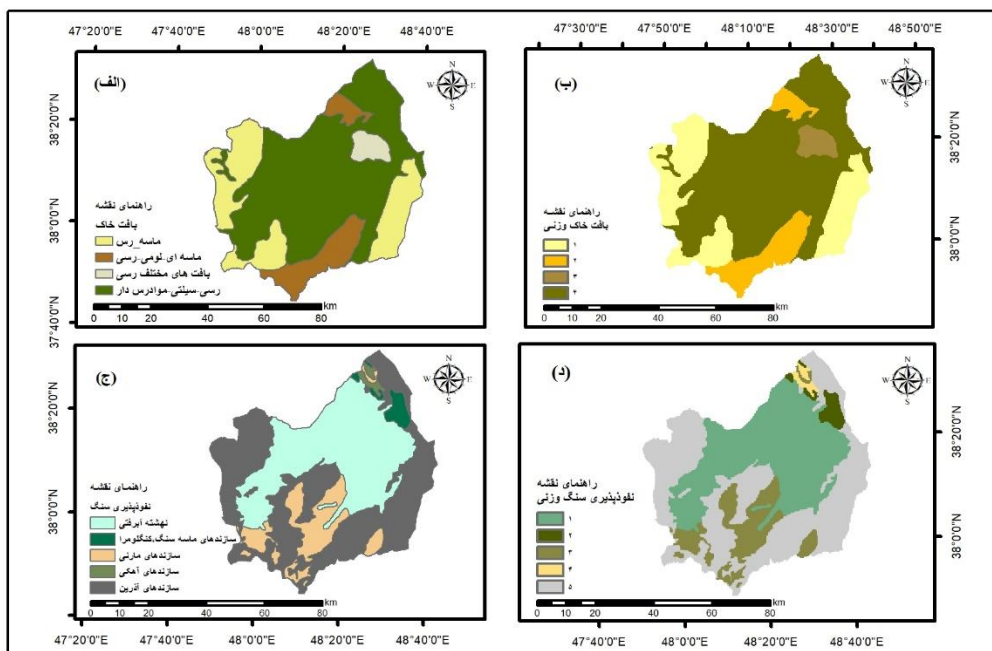 47°20'0"E 47°40'0"E 48°0'0"E 48°20'0"E 48°40'0"E
47°30'0"E 47°50'0"E 48°10'0"E 48°30'0"E 48°50'0"E
(الف)
N
W E
S
38°20'0"N
38°0'0"N
37°40'0"N
راهنمای نقشه
بافت خاک
ماسه_رس
ماسه ای-لومی-رسی
بافت های مختلف رسی
رسی-سیلتی-موادرس دار
km
0 10 20 40 60 80
(ب)
N
W E
S
38°20'0"N
38°0'0"N
راهنمای نقشه
بافت خاک وزنی
۱
۲
۳
۴
km
0 10 20 40 60 80
(ج)
N
W E
S
38°20'0"N
38°0'0"N
راهنمای نقشه
نفوذپذیری سنگ
نهشته آبرفتی
سازندهای ماسه سنگ،کنگلومرا
سازندهای مارنی
سازندهای آهکی
سازندهای آذرین
km
0 10 20 40 60 80
(د)
N
W E
S
38°20'0"N
38°0'0"N
راهنمای نقشه
نفوذپذیری سنگ وزنی
۱
۲
۳
۴
۵
km
0 10 20 40 60 80
47°20'0"E 47°40'0"E 48°0'0"E 48°20'0"E 48°40'0"E
47°40'0"E 48°0'0"E 48°20'0"E 48°40'0"E